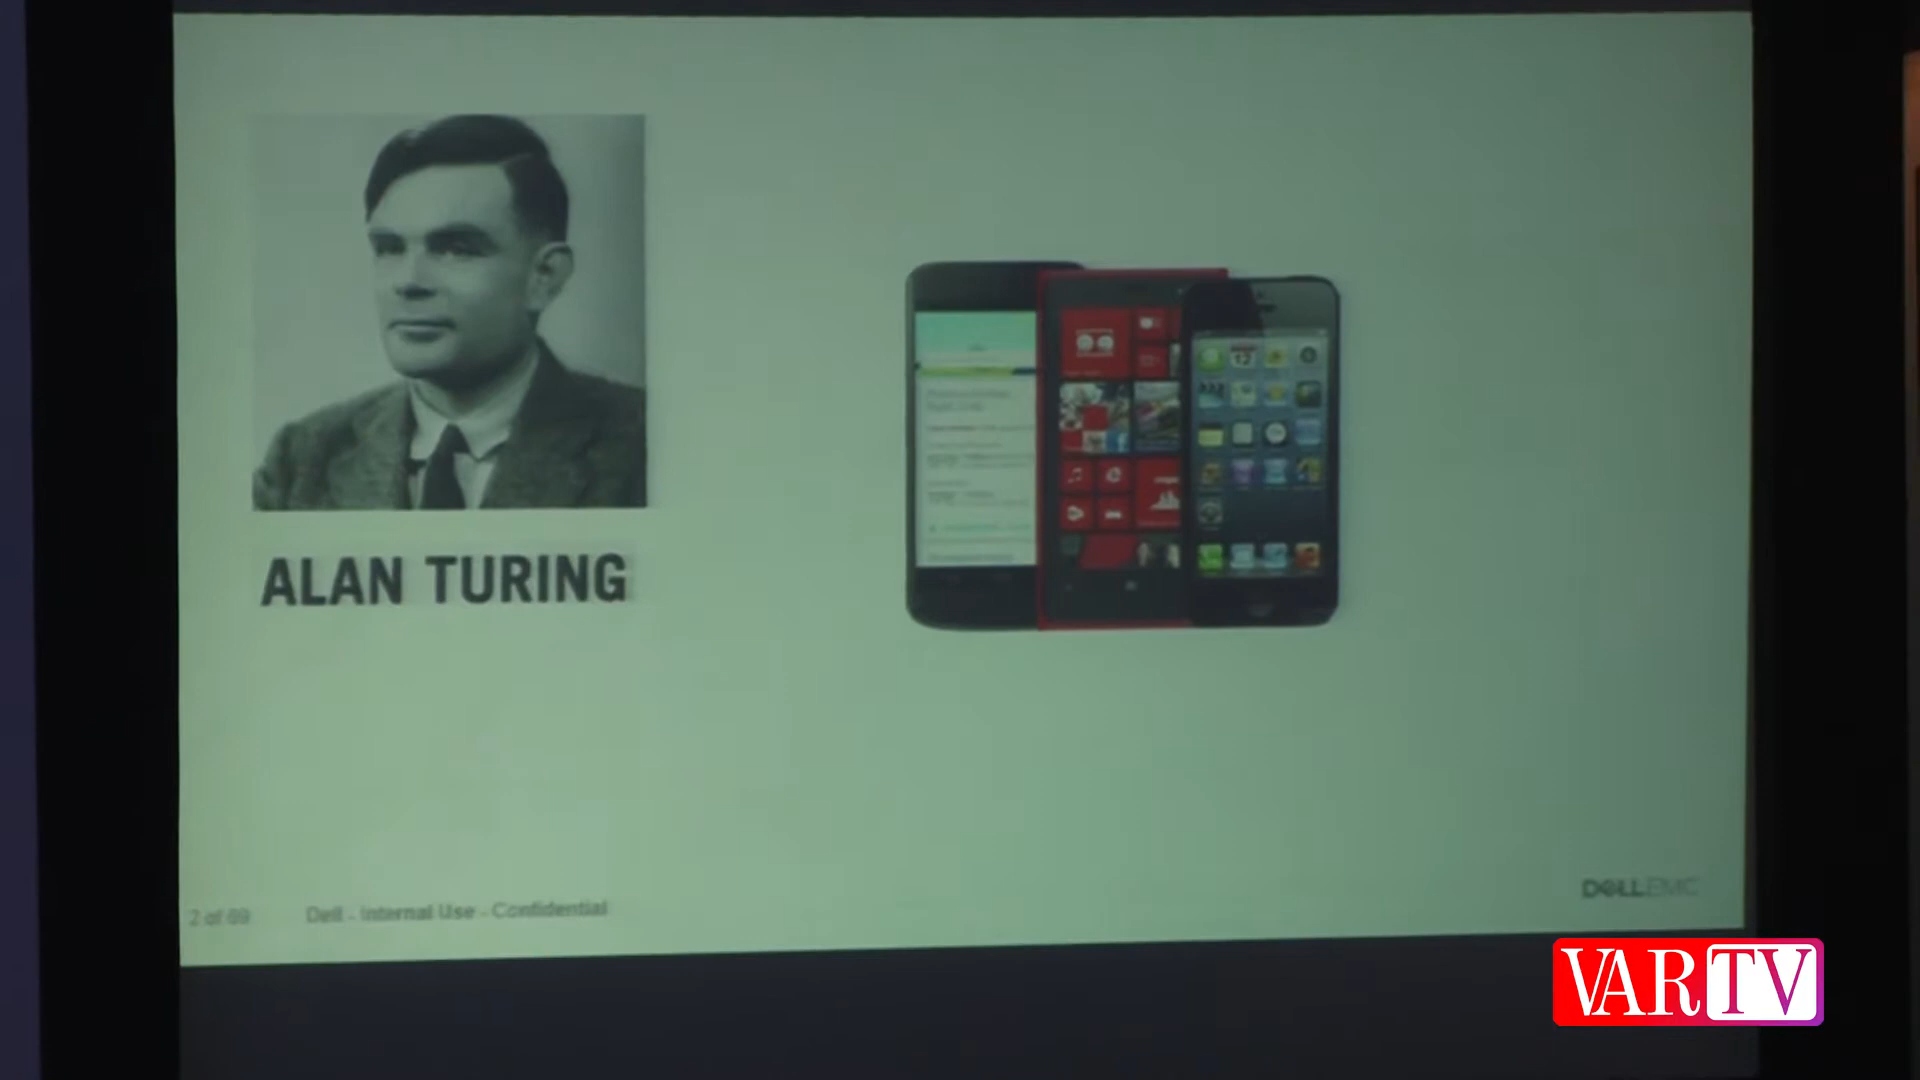 ALAN TURING
2 of 69
Dell - Internal Use - Confidential
DELLEMC
VARTV